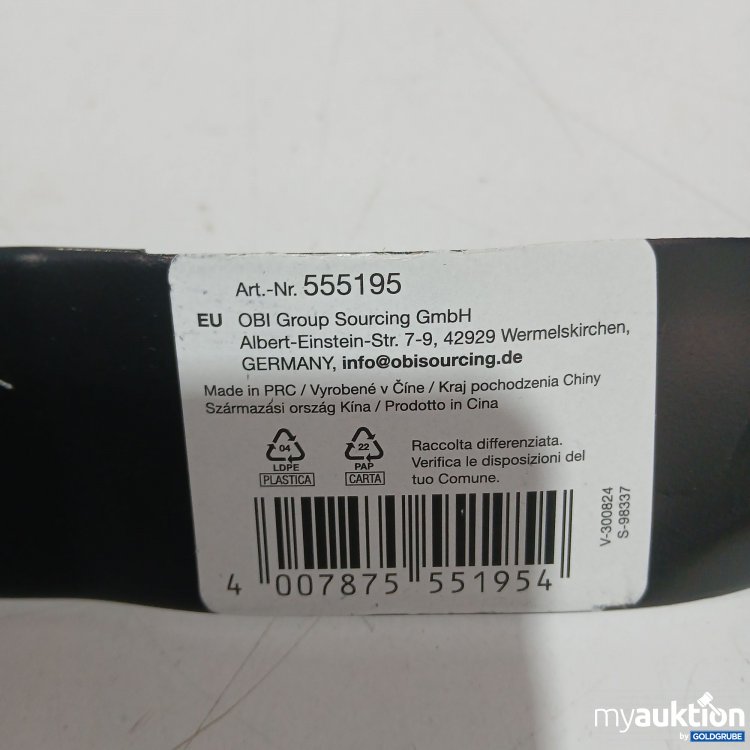 Art.-Nr. 555195
EU OBI Group Sourcing GmbH
Albert-Einstein-Str. 7-9, 42929 Wermelskirchen,
GERMANY, info@obisourcing.de
Made in PRC / Vyrobené v Číne / Kraj pochodzenia Chiny
Származási ország Kína / Prodotto in Cina
04
LDPE
PLASTICA
22
PAP
CARTA
Raccolta differenziata.
Verifica le disposizioni del
tuo Comune.
V-300824
S-98337
4 007875 551954
myauktion
by GOLDGRUBE